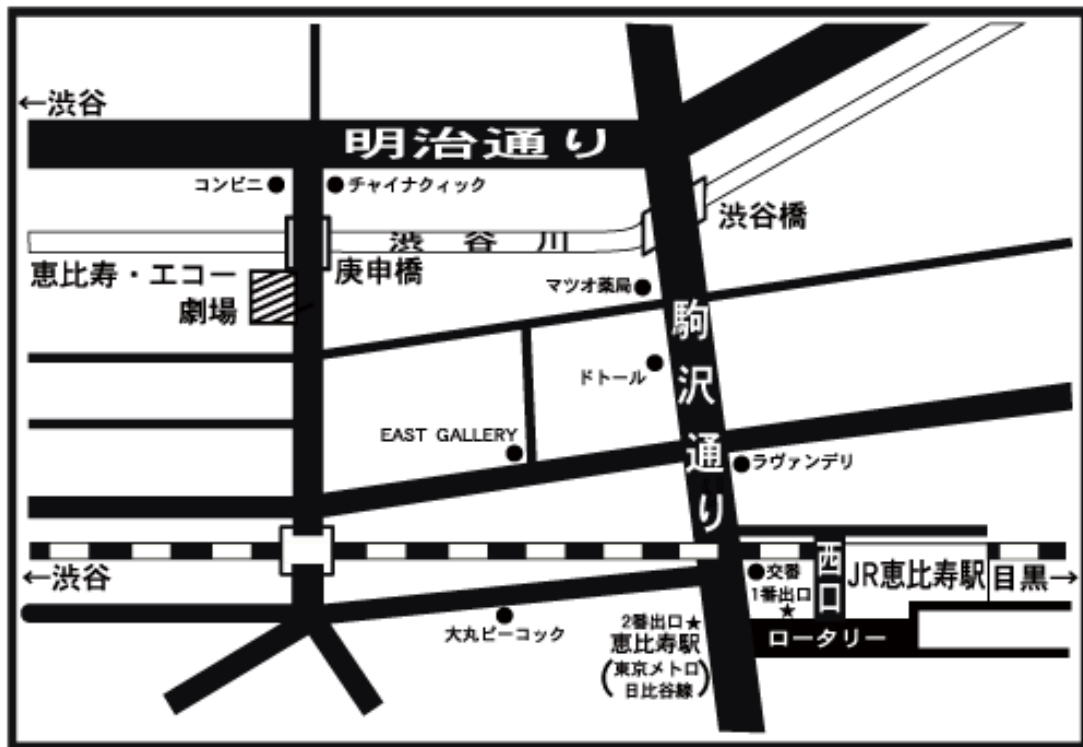 ←渋谷
明治通り
コンビニ
チャイナクィック
渋谷橋
渋谷川
恵比寿・エコー
劇場
庚申橋
マツオ薬局
駒沢通り
ドトール
EAST GALLERY
ラヴァンデリ
←渋谷
交番
西口
JR恵比寿駅
目黒→
1番出口
★
大丸ピーコック
2番出口★
恵比寿駅
(東京メトロ
日比谷線)
ロータリー